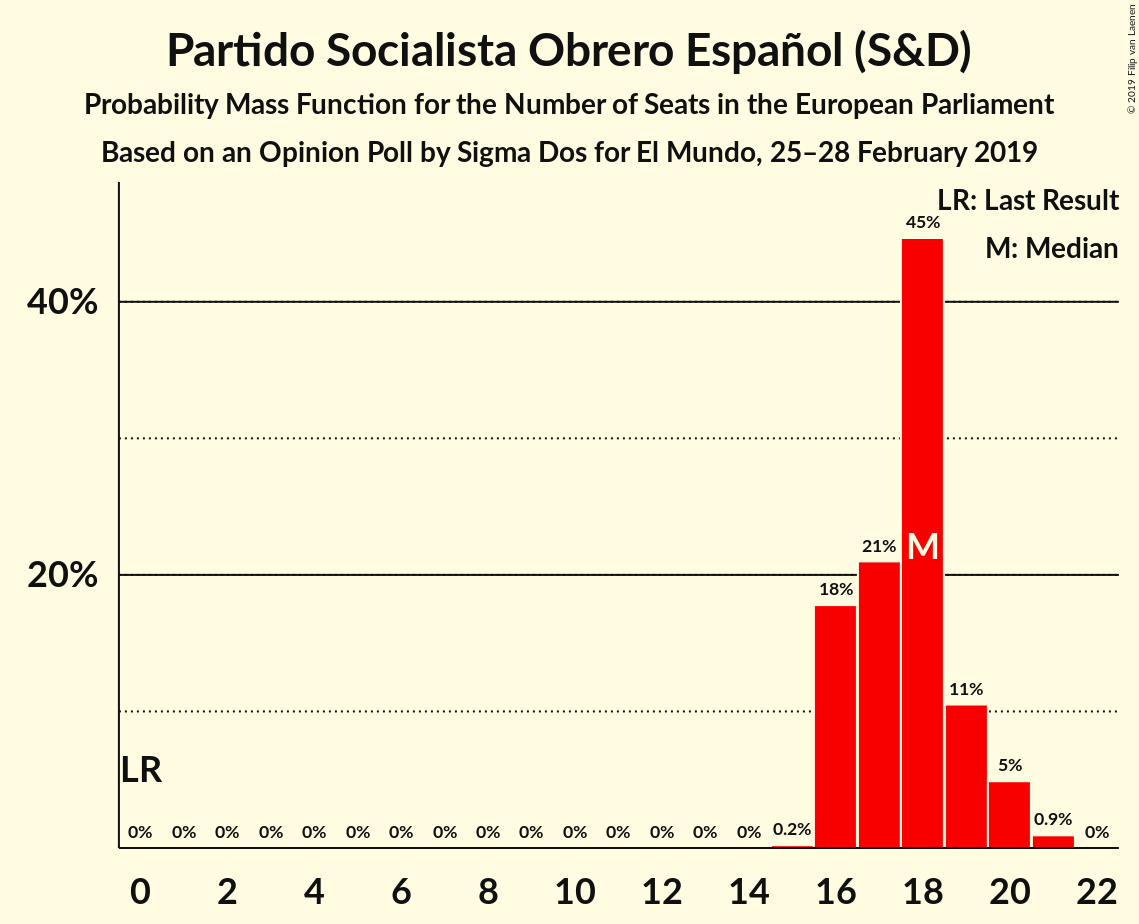 Partido Socialista Obrero Español (S&D)
Probability Mass Function for the Number of Seats in the European Parliament
Based on an Opinion Poll by Sigma Dos for El Mundo, 25–28 February 2019
© 2019 Filip van Laenen
LR: Last Result
M: Median
45%
40%
21%
M
20%
18%
11%
LR
5%
0% 0% 0% 0% 0% 0% 0% 0% 0% 0% 0% 0% 0% 0% 0% 0.2% 0.9% 0%
0 2 4 6 8 10 12 14 16 18 20 22